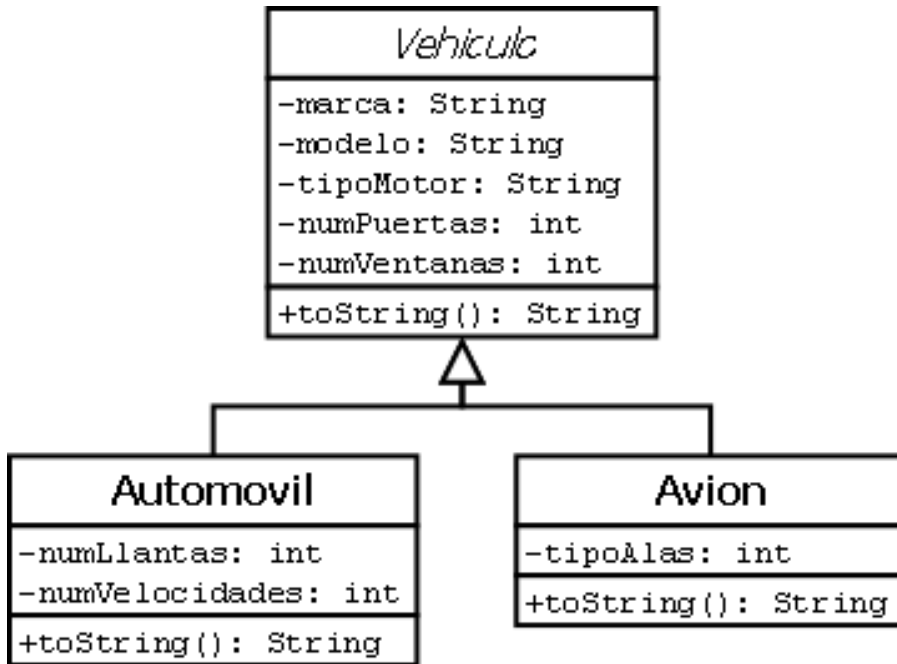 Vehiculo
-marca: String
-modelo: String
-tipoMotor: String
-numPuertas: int
-numVentanas: int
+toString(): String
Automovil
-numLlantas: int
-numVelocidades: int
+toString(): String
Avion
-tipoAlas: int
+toString(): String